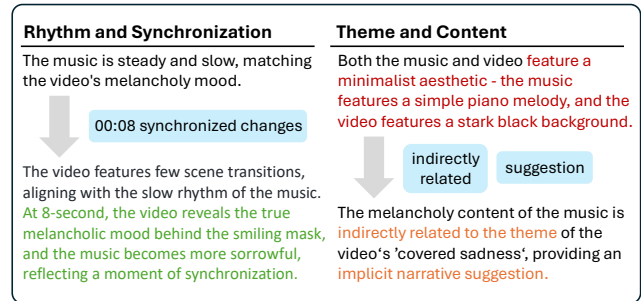 Rhythm and Synchronization
The music is steady and slow, matching
the video's melancholy mood.
00:08 synchronized changes
The video features few scene transitions,
aligning with the slow rhythm of the music.
At 8-second, the video reveals the true
melancholic mood behind the smiling mask,
and the music becomes more sorrowful,
reflecting a moment of synchronization.
Theme and Content
Both the music and video feature a
minimalist aesthetic - the music
features a simple piano melody, and the
video features a stark black background.
indirectly
related
suggestion
The melancholy content of the music is
indirectly related to the theme of the
video‘s ’covered sadness‘, providing an
implicit narrative suggestion.